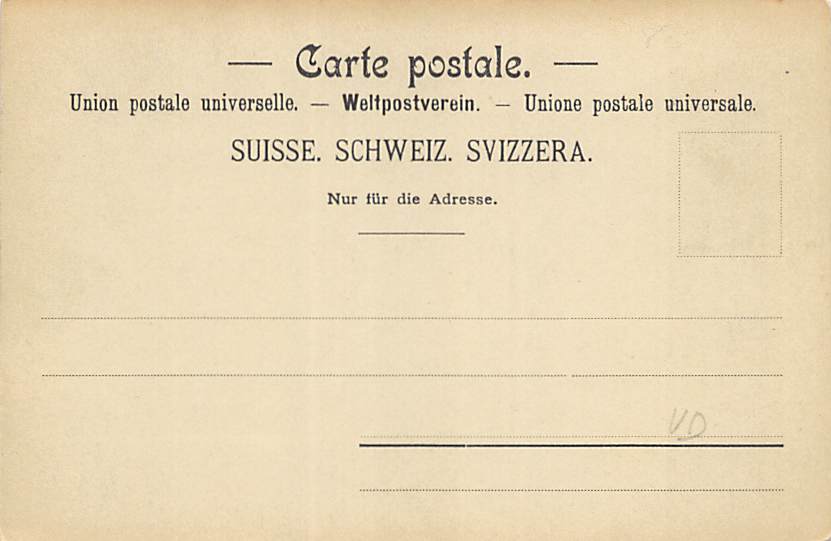 — Carte postale. —
Union postale universelle. — Weltpostverein. — Unione postale universale.
SUISSE. SCHWEIZ. SVIZZERA.
Nur für die Adresse.
VD